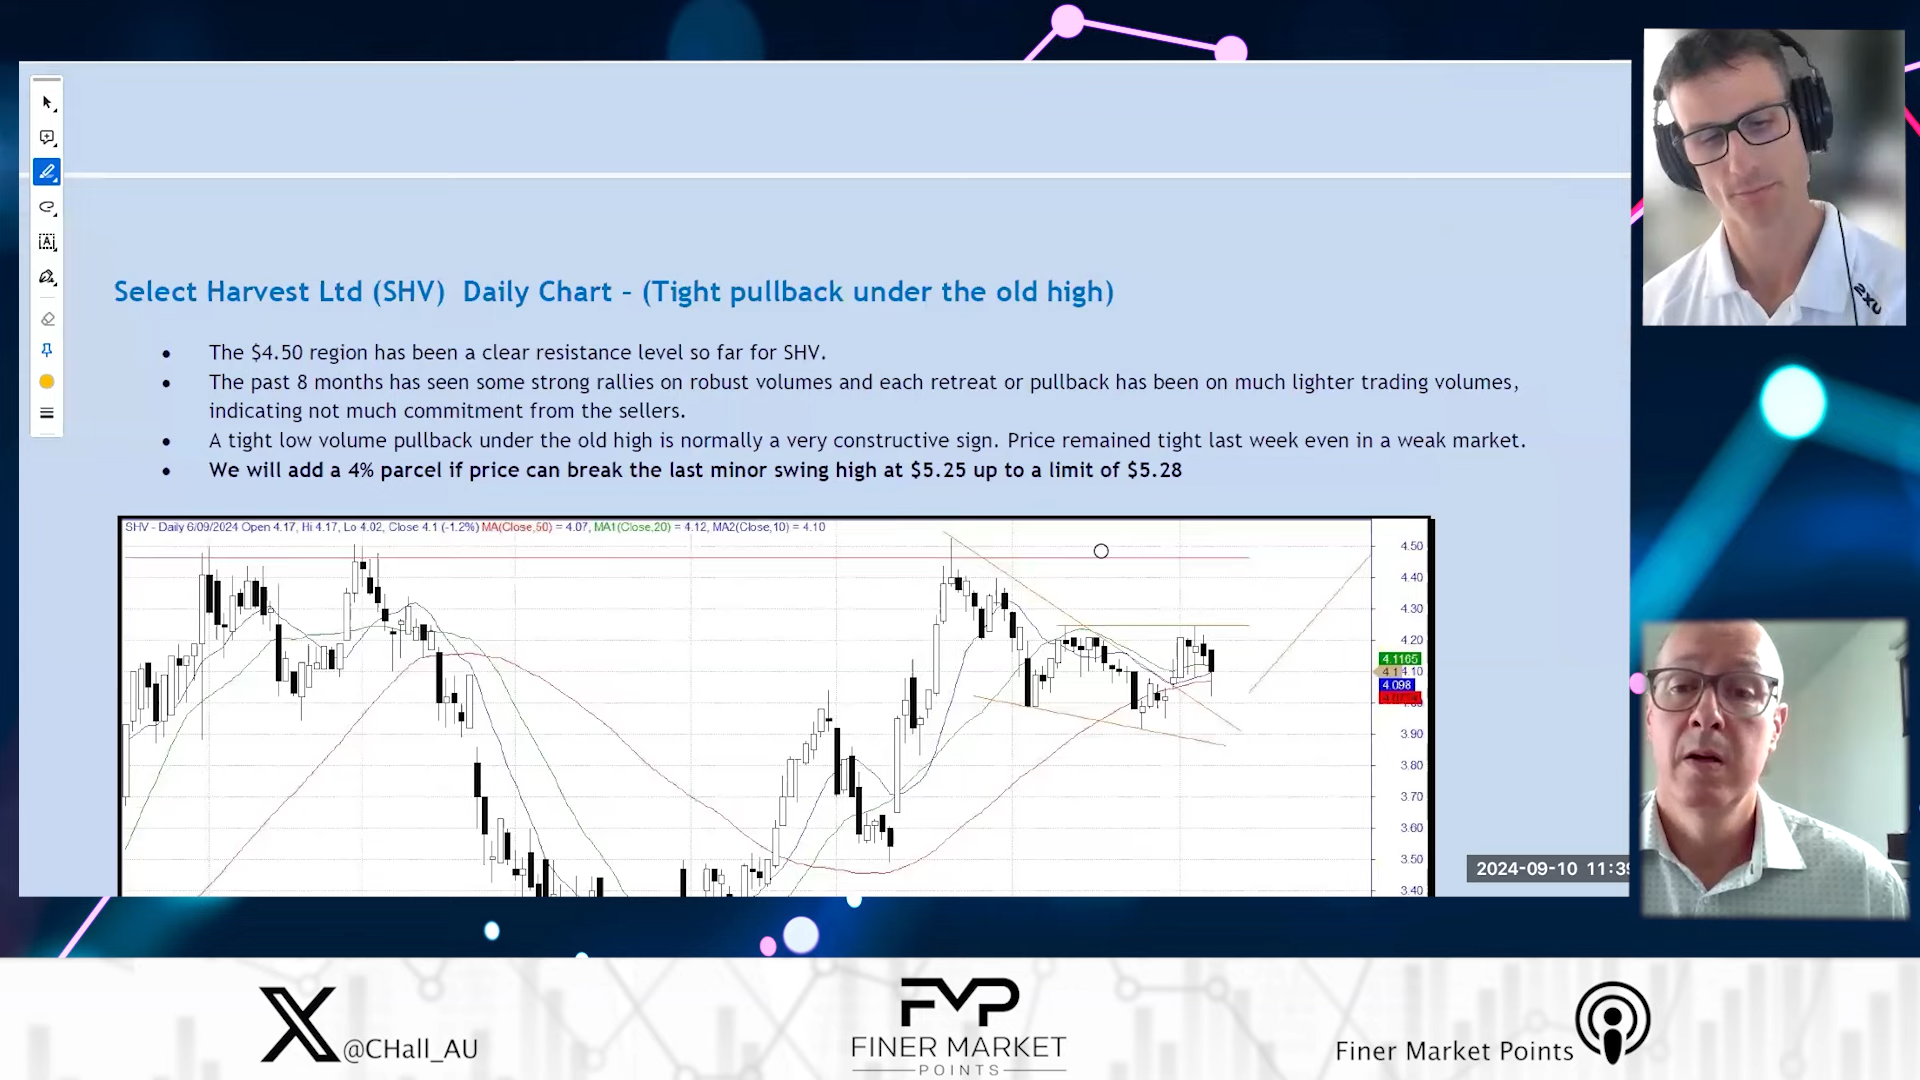 Select Harvest Ltd (SHV) Daily Chart – (Tight pullback under the old high)
• The $4.50 region has been a clear resistance level so far for SHV.
• The past 8 months has seen some strong rallies on robust volumes and each retreat or pullback has been on much lighter trading volumes,
indicating not much commitment from the sellers.
• A tight low volume pullback under the old high is normally a very constructive sign. Price remained tight last week even in a weak market.
• We will add a 4% parcel if price can break the last minor swing high at $5.25 up to a limit of $5.28
SHV - Daily 6/09/2024 Open 4.17, Hi 4.17, Lo 4.02, Close 4.1 (-1.2%) MA(Close,50) = 4.07, MA1(Close,20) = 4.12, MA2(Close,10) = 4.10
4.50
4.40
4.30
4.20
4.1165
4.1
4.10
4.098
3.90
3.80
3.70
3.60
3.50
3.40
2024-09-10 11:39
2XU
@CHall_AU
FMP
FINER MARKET
POINTS
Finer Market Points